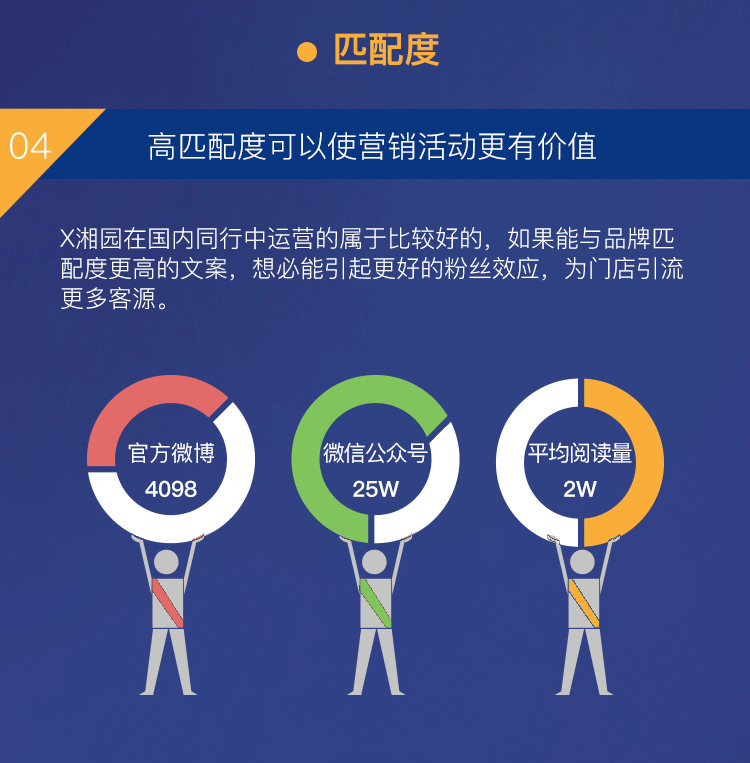 匹配度
04
高匹配度可以使营销活动更有价值
X湘园在国内同行中运营的属于比较好的，如果能与品牌匹
配度更高的文案，想必能引起更好的粉丝效应，为门店引流
更多客源。
官方微博
4098
微信公众号
25W
平均阅读量
2W